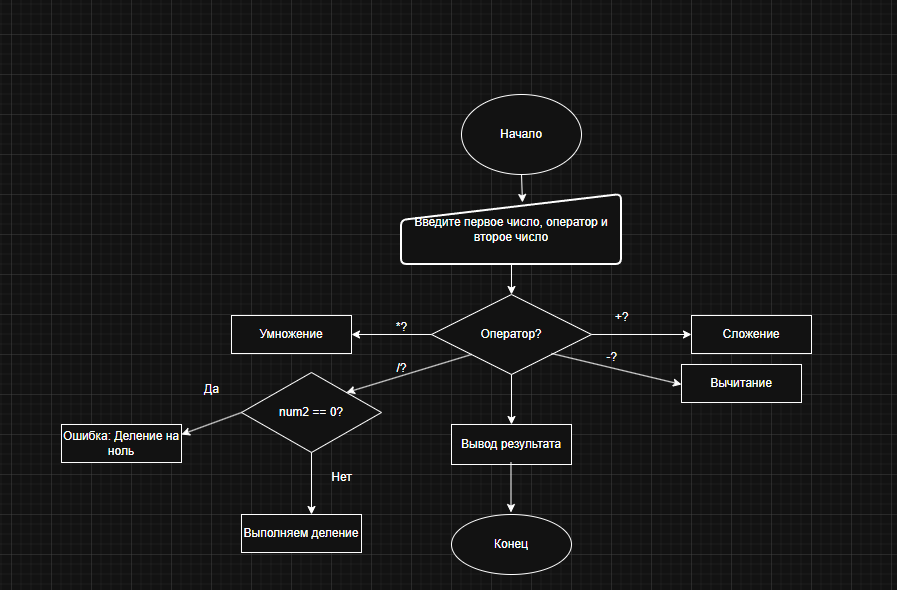 Начало
Введите первое число, оператор и
второе число
+?
*?
Умножение
Оператор?
Сложение
-?
/?
Вычитание
Да
num2 == 0?
Ошибка: Деление на
ноль
Вывод результата
Нет
Выполняем деление
Конец